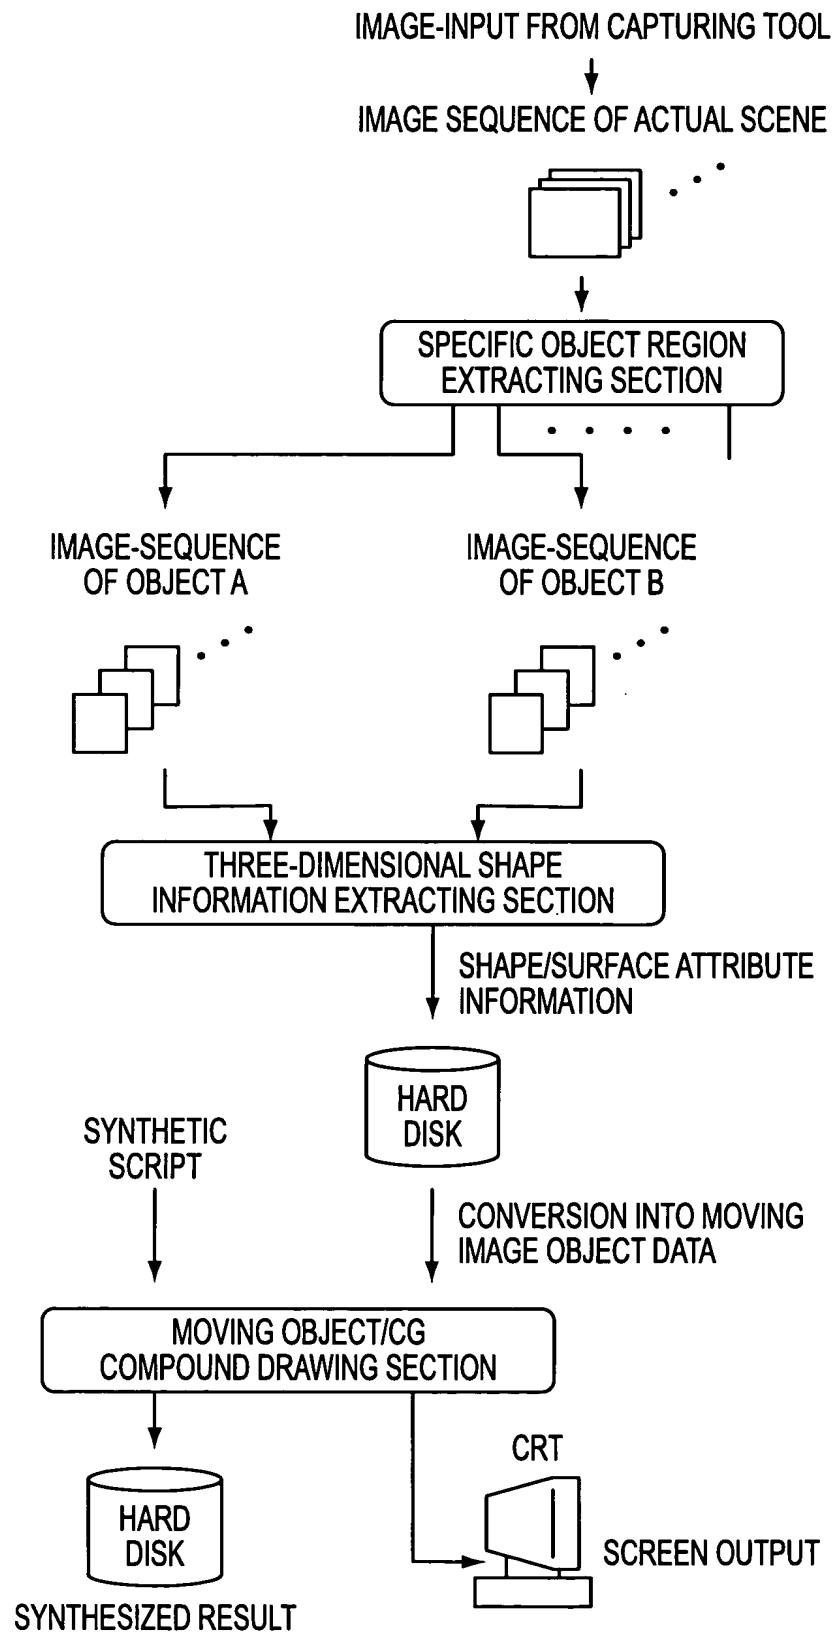 IMAGE-INPUT FROM CAPTURING TOOL
IMAGE SEQUENCE OF ACTUAL SCENE
SPECIFIC OBJECT REGION
EXTRACTING SECTION
IMAGE-SEQUENCE
OF OBJECT A
IMAGE-SEQUENCE
OF OBJECT B
THREE-DIMENSIONAL SHAPE
INFORMATION EXTRACTING SECTION
SHAPE/SURFACE ATTRIBUTE
INFORMATION
HARD
DISK
SYNTHETIC
SCRIPT
CONVERSION INTO MOVING
IMAGE OBJECT DATA
MOVING OBJECT/CG
COMPOUND DRAWING SECTION
CRT
HARD
DISK
SCREEN OUTPUT
SYNTHESIZED RESULT